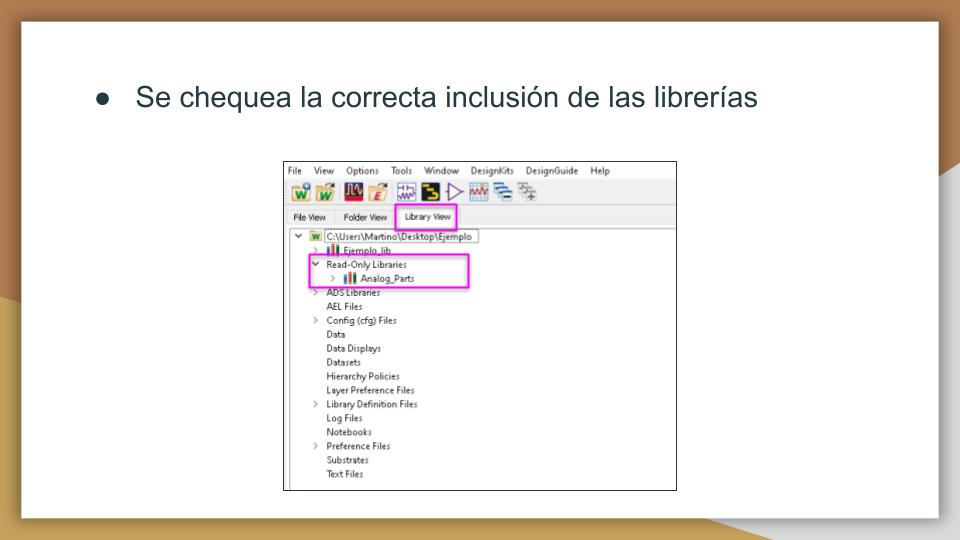 ● Se chequea la correcta inclusión de las librerías
File View Options Tools Window DesignKits DesignGuide Help
File View Folder View Library View
C:\Users\Martino\Desktop\Ejemplo
Ejemplo_lib
Read-Only Libraries
Analog_Parts
ADS Libraries
AEL Files
Config (cfg) Files
Data
Data Displays
Datasets
Hierarchy Policies
Layer Preference Files
Library Definition Files
Log Files
Notebooks
Preference Files
Substrates
Text Files